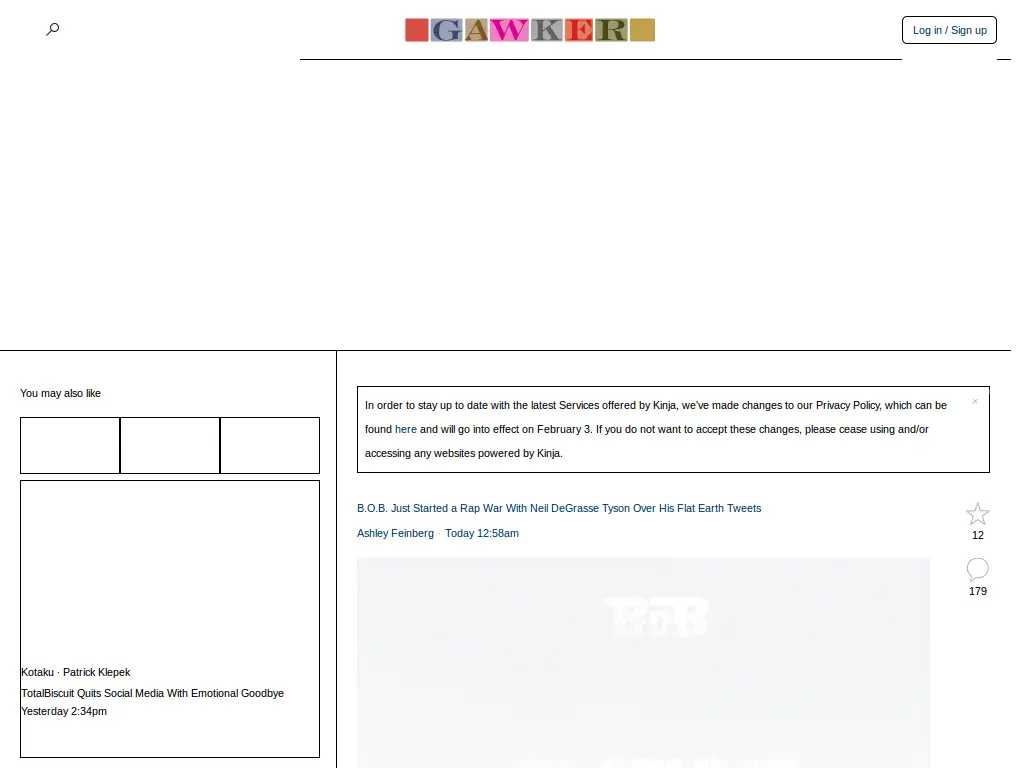 GAWKER
Log in / Sign up
You may also like
Kotaku · Patrick Klepek
TotalBiscuit Quits Social Media With Emotional Goodbye
Yesterday 2:34pm
In order to stay up to date with the latest Services offered by Kinja, we've made changes to our Privacy Policy, which can be
found here and will go into effect on February 3. If you do not want to accept these changes, please cease using and/or
accessing any websites powered by Kinja.
×
B.O.B. Just Started a Rap War With Neil DeGrasse Tyson Over His Flat Earth Tweets
Ashley Feinberg · Today 12:58am
12
179
BoB